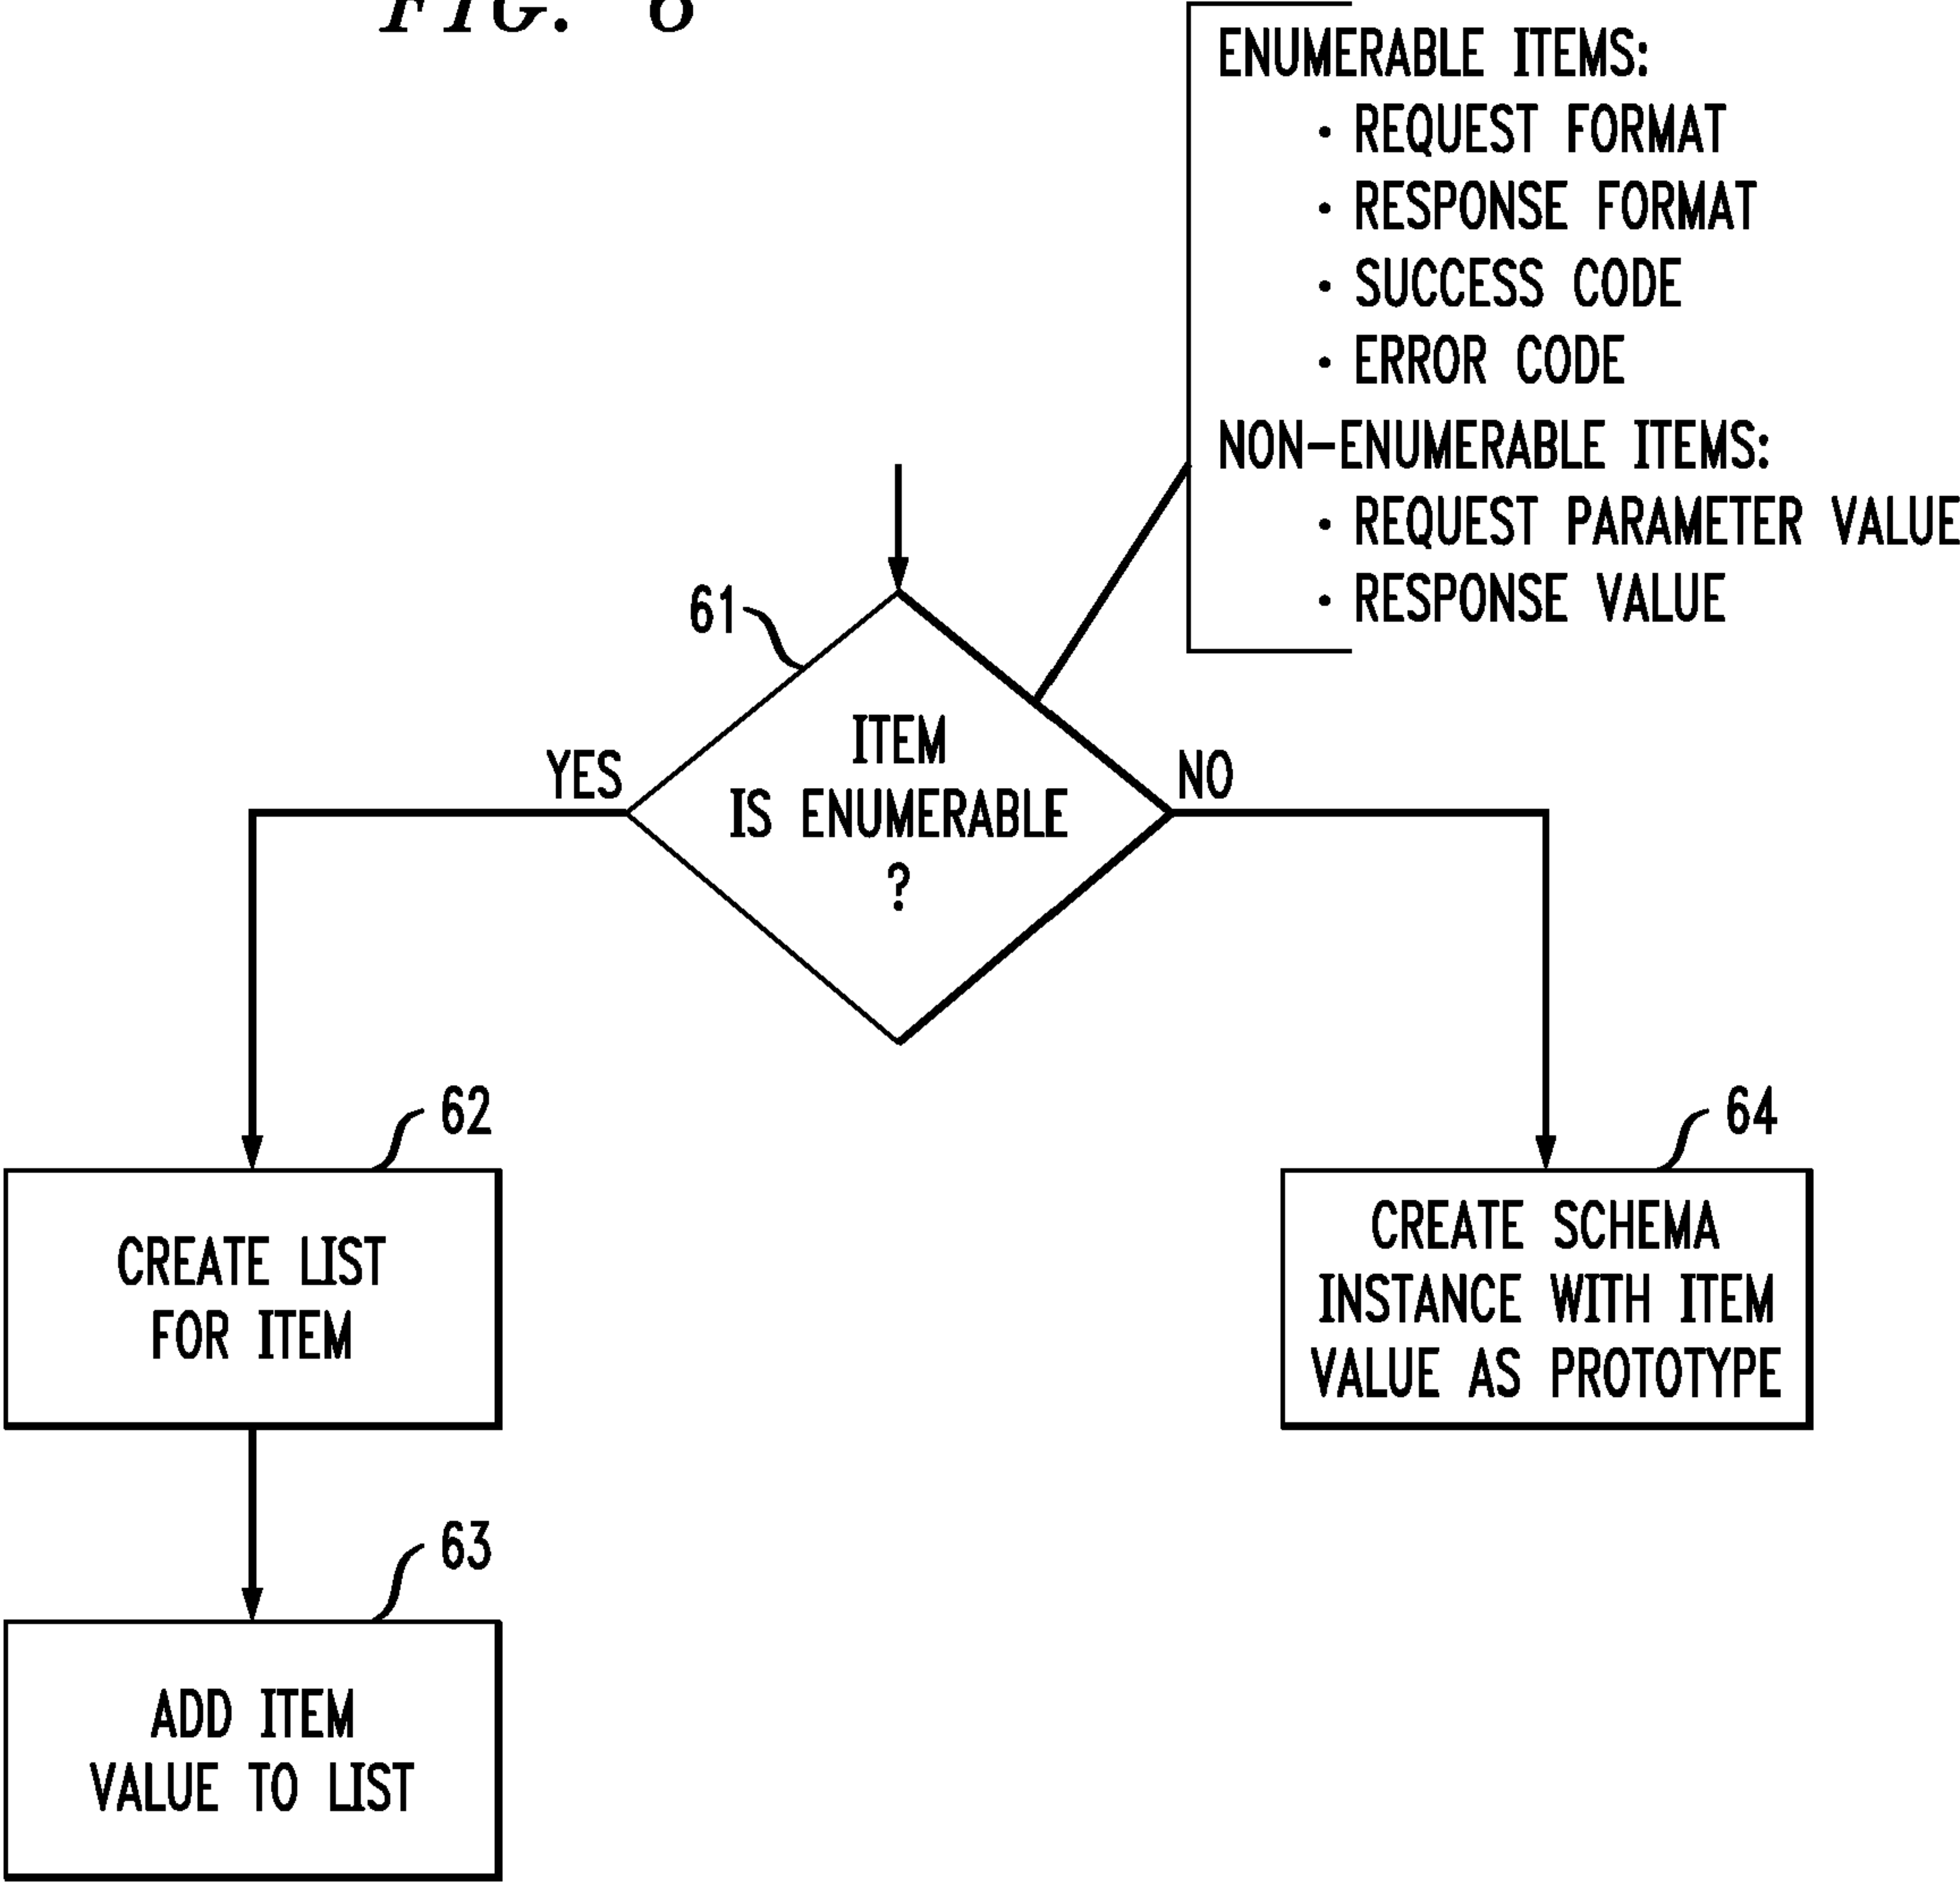 FIG. 6
ENUMERABLE ITEMS:
• REQUEST FORMAT
• RESPONSE FORMAT
• SUCCESS CODE
• ERROR CODE
NON-ENUMERABLE ITEMS:
• REQUEST PARAMETER VALUE
• RESPONSE VALUE
61
ITEM
IS ENUMERABLE
?
YES
NO
62
CREATE LIST
FOR ITEM
64
CREATE SCHEMA
INSTANCE WITH ITEM
VALUE AS PROTOTYPE
63
ADD ITEM
VALUE TO LIST